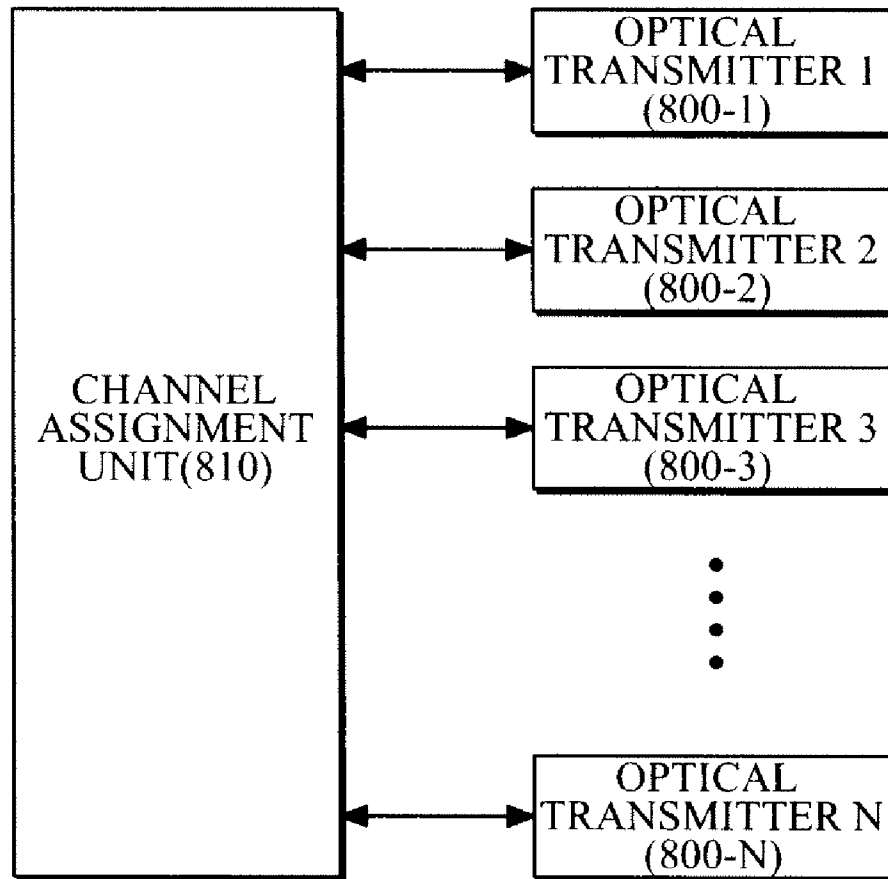 CHANNEL
ASSIGNMENT
UNIT(810)
OPTICAL
TRANSMITTER 1
(800-1)
OPTICAL
TRANSMITTER 2
(800-2)
OPTICAL
TRANSMITTER 3
(800-3)
OPTICAL
TRANSMITTER N
(800-N)